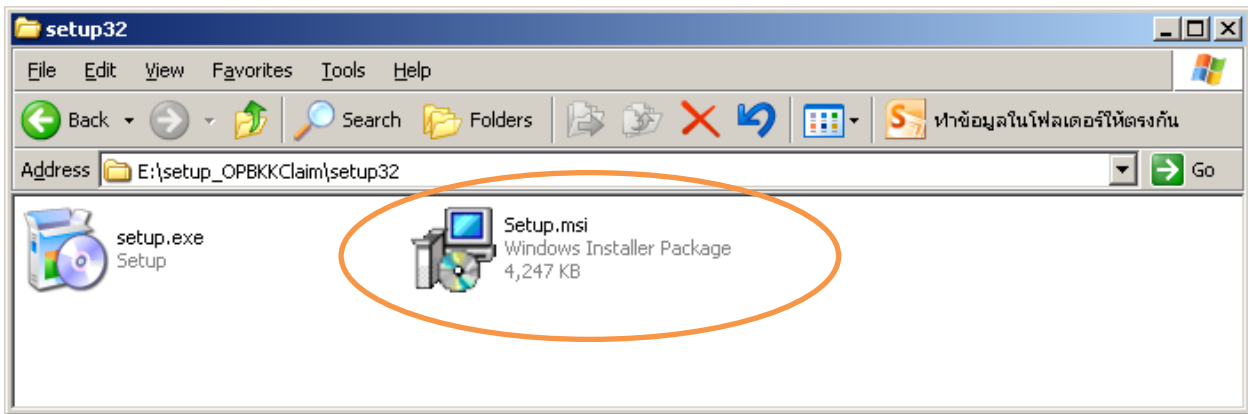 setup32
File Edit View Favorites Tools Help
Back Search Folders S ทำข้อมูลในโฟลเดอร์ให้ตรงกัน
Address E:\setup_OPBKKClaim\setup32 Go
setup.exe
Setup
Setup.msi
Windows Installer Package
4,247 KB